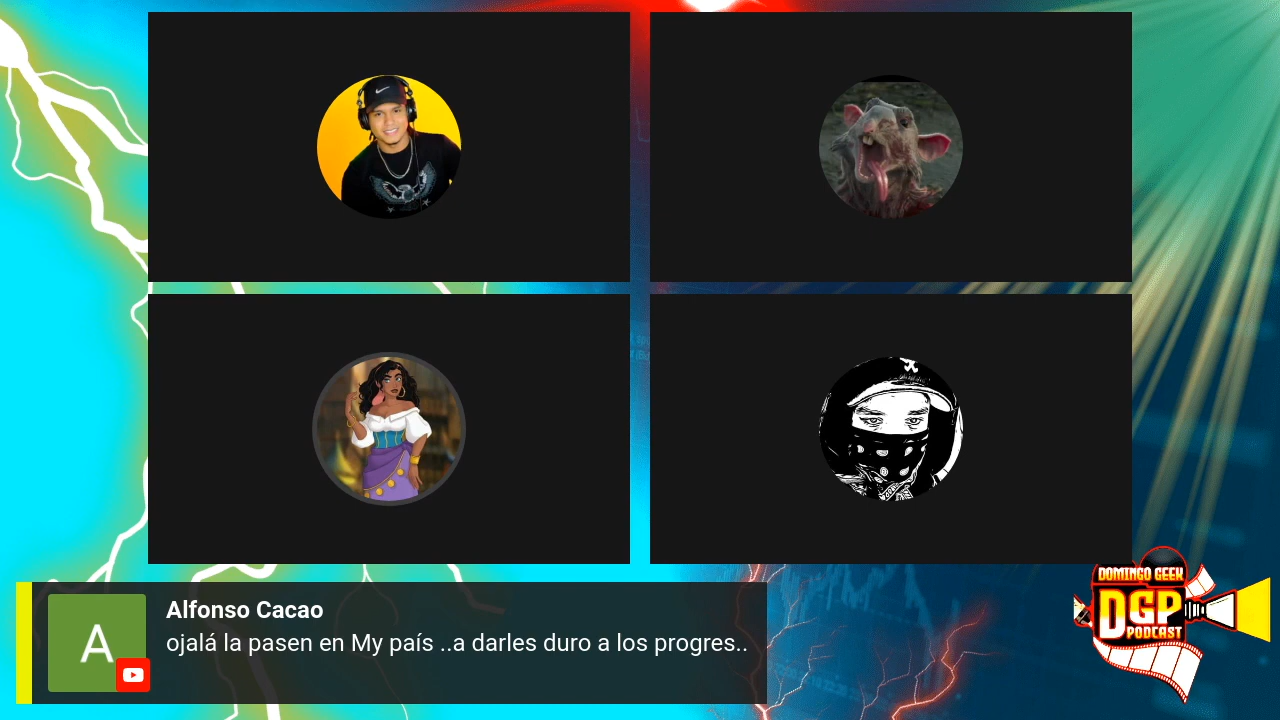 Alfonso Cacao
ojalá la pasen en My país ..a darles duro a los progres..
A
DOMINGO GEEK
DGP
PODCAST